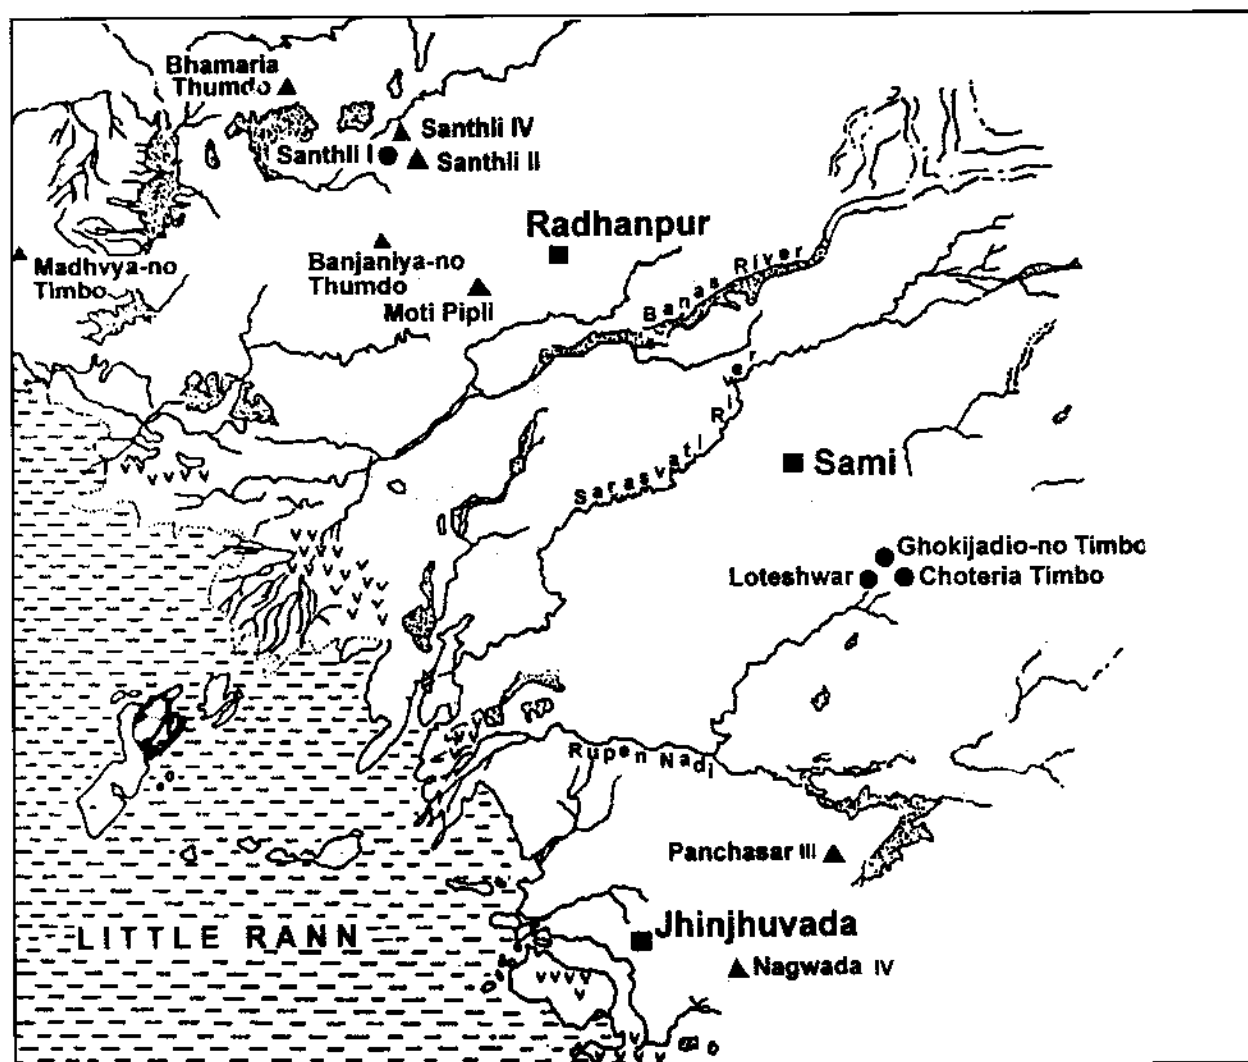 Bhamaria
Thumdo
Santhli IV
Santhli I
Santhli II
Radhanpur
Banas River
Madhvya-no
Timbo
Banjaniya-no
Thumdo
Moti Pipli
Sarasvati River
Sami
Ghokijadio-no Timbo
Loteshwar
Choteria Timbo
Rupen Nadi
Panchasar III
LITTLE RANN
Jhinjhuvada
Nagwada IV